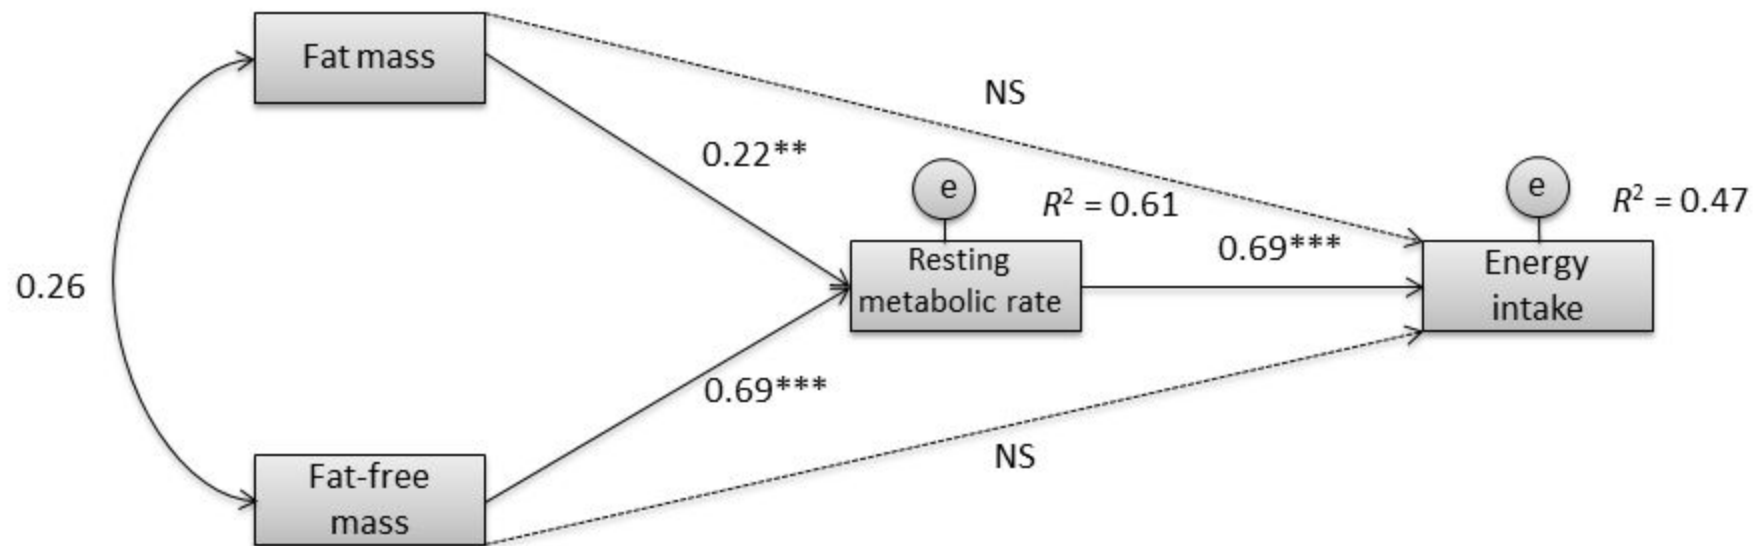 Fat mass
NS
0.22**
e
R² = 0.61
e
R² = 0.47
0.69***
Resting
metabolic rate
Energy
intake
0.26
0.69***
NS
Fat-free
mass